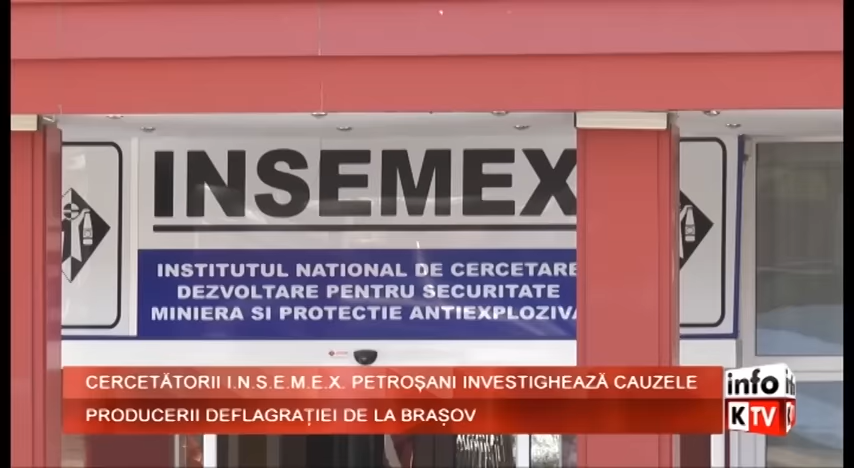 INSEMEX
INSTITUTUL NATIONAL DE CERCETARE
DEZVOLTARE PENTRU SECURITATE
MINIERA SI PROTECTIE ANTIEXPLOZIVA
CERCETĂTORII I.N.S.E.M.E.X. PETROȘANI INVESTIGHEAZĂ CAUZELE
PRODUCERII DEFLAGRAȚIEI DE LA BRAȘOV
info
KTV